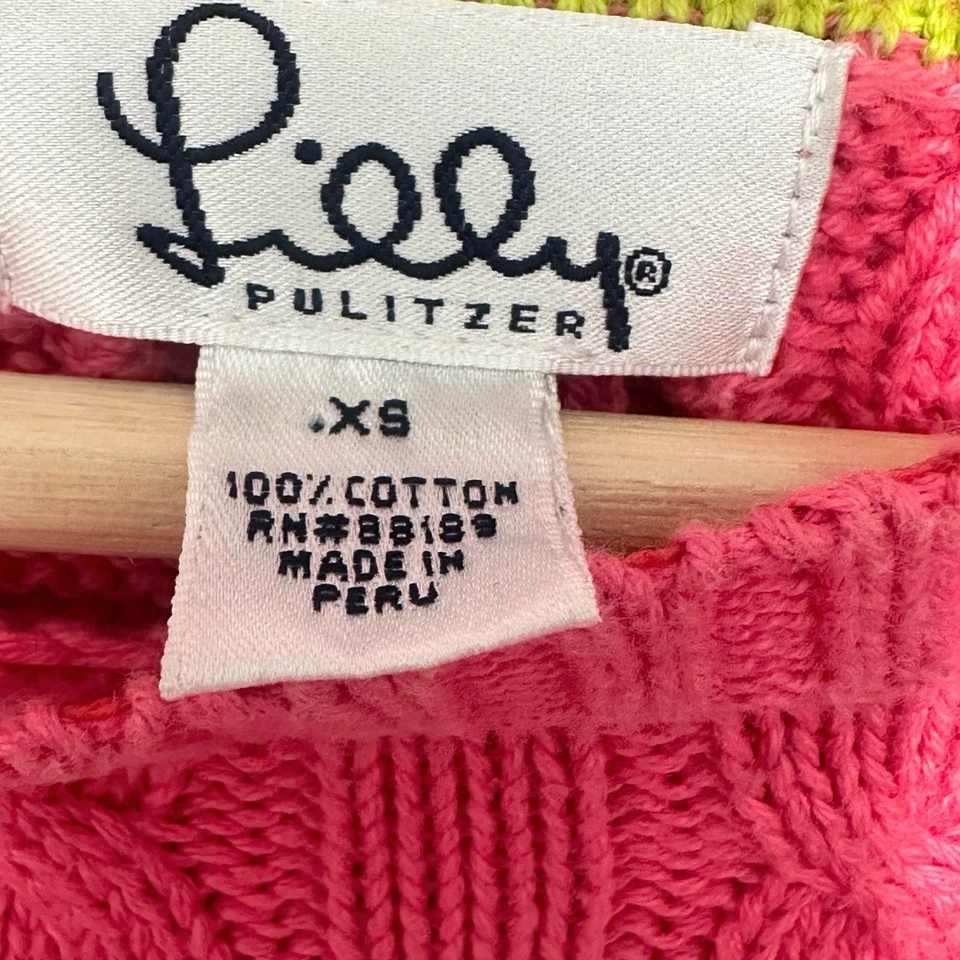 Lilly®
PULITZER
.XS
100% COTTON
RN#88189
MADE IN
PERU